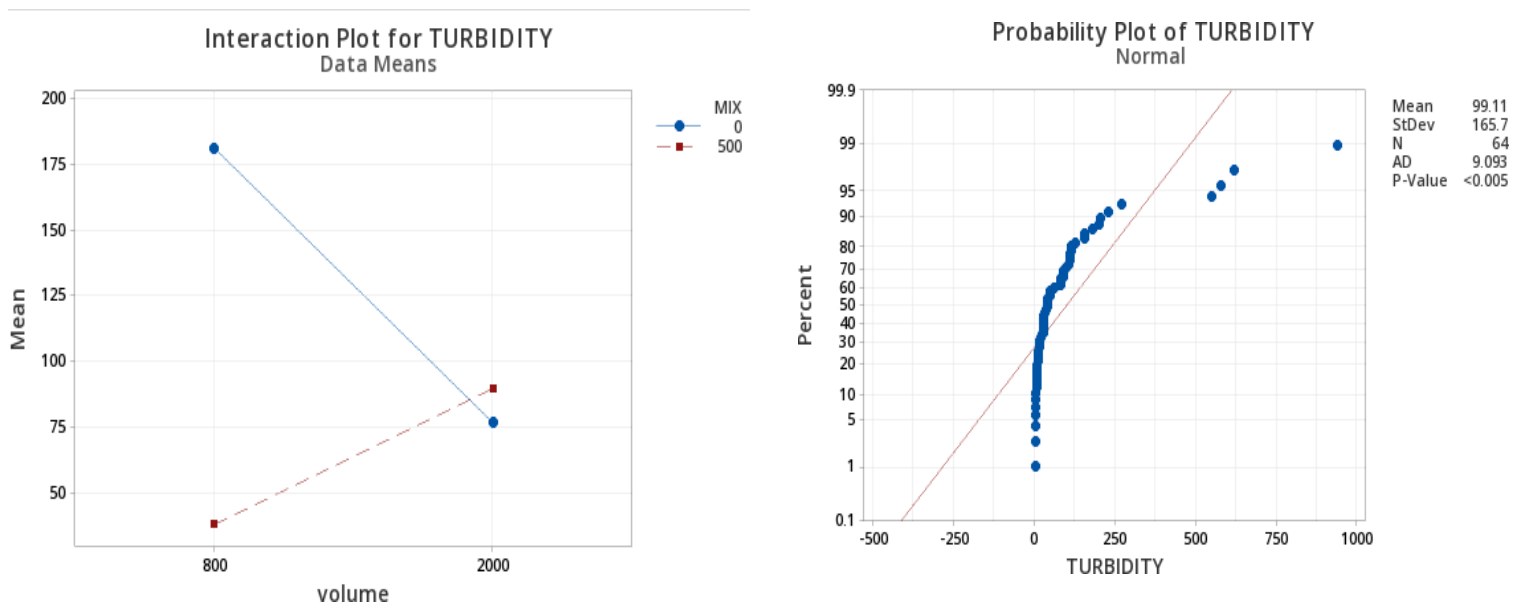 Interaction Plot for TURBIDITY
Data Means
200
175
150
125
100
75
50
Mean
800
2000
volume
MIX
0
500
Probability Plot of TURBIDITY
Normal
99.9
99
95
90
80
70
60
50
40
30
20
10
5
1
0.1
Percent
-500
-250
0
250
500
750
1000
TURBIDITY
Mean 99.11
StDev 165.7
N 64
AD 9.093
P-Value <0.005